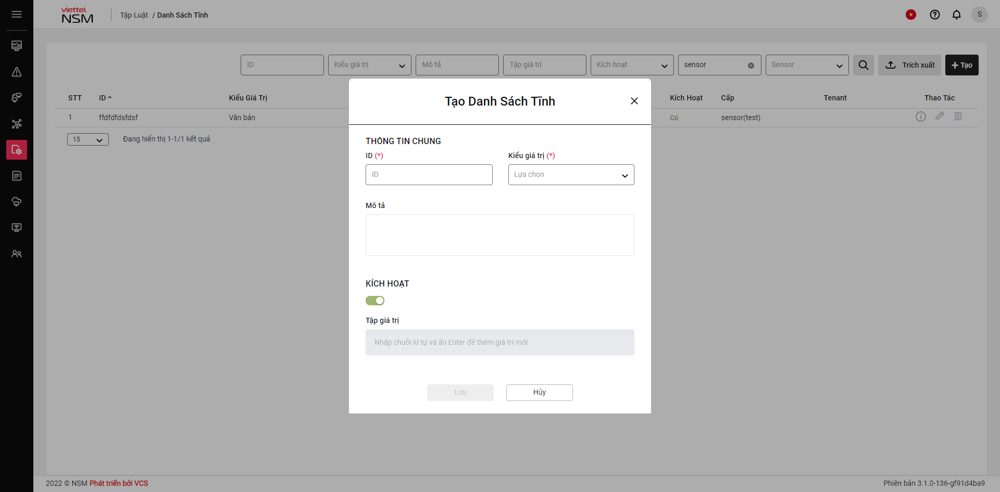 viettel
NSM
Tập Luật / Danh Sách Tĩnh
S
ID
Kiểu giá trị
Mô tả
Tập giá trị
Kích hoạt
sensor
Sensor
Trích xuất
+ Tạo
STT
ID
Kiểu Giá Trị
Kích Hoạt
Cấp
Tenant
Thao Tác
1
ffdfdfdsfdsf
Văn bản
Có
sensor(test)
15
Đang hiển thị 1-1/1 kết quả
Tạo Danh Sách Tĩnh
THÔNG TIN CHUNG
ID (*)
Kiểu giá trị (*)
ID
Lựa chọn
Mô tả
KÍCH HOẠT
Tập giá trị
Nhập chuỗi kí tự và ấn Enter để thêm giá trị mới
Lưu
Hủy
2022 © NSM Phát triển bởi VCS
Phiên bản 3.1.0-136-gf91d4ba9